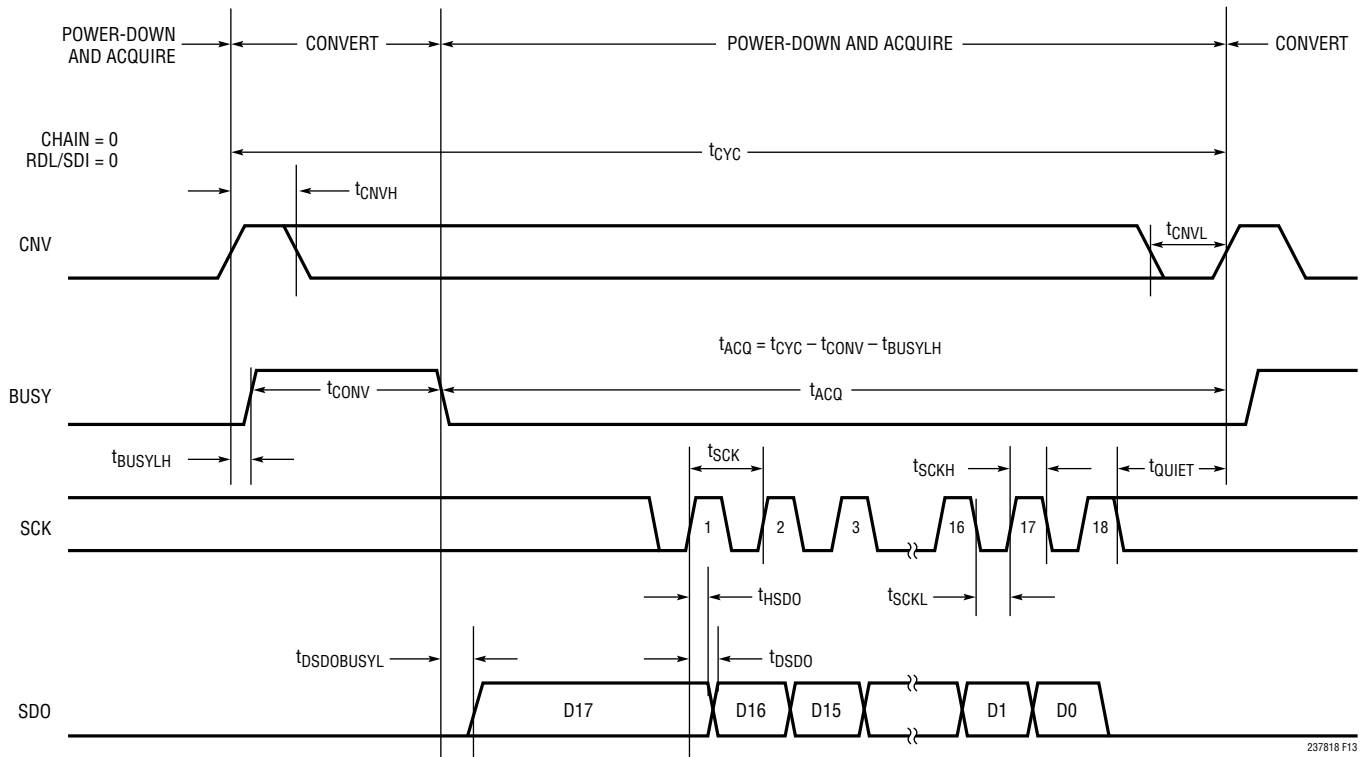 POWER-DOWN
AND ACQUIRE
CONVERT
POWER-DOWN AND ACQUIRE
CONVERT
CHAIN = 0
RDL/SDI = 0
tCYC
tCNVH
CNV
tCNVL
tACQ = tCYC – tCONV – tBUSYLH
BUSY
tCONV
tACQ
tBUSYLH
tSCK
tSCKH
tQUIET
SCK
1
2
3
16
17
18
tHSDO
tSCKL
tDSDOBUSYL
tDSDO
SDO
D17
D16
D15
D1
D0
237818 F13